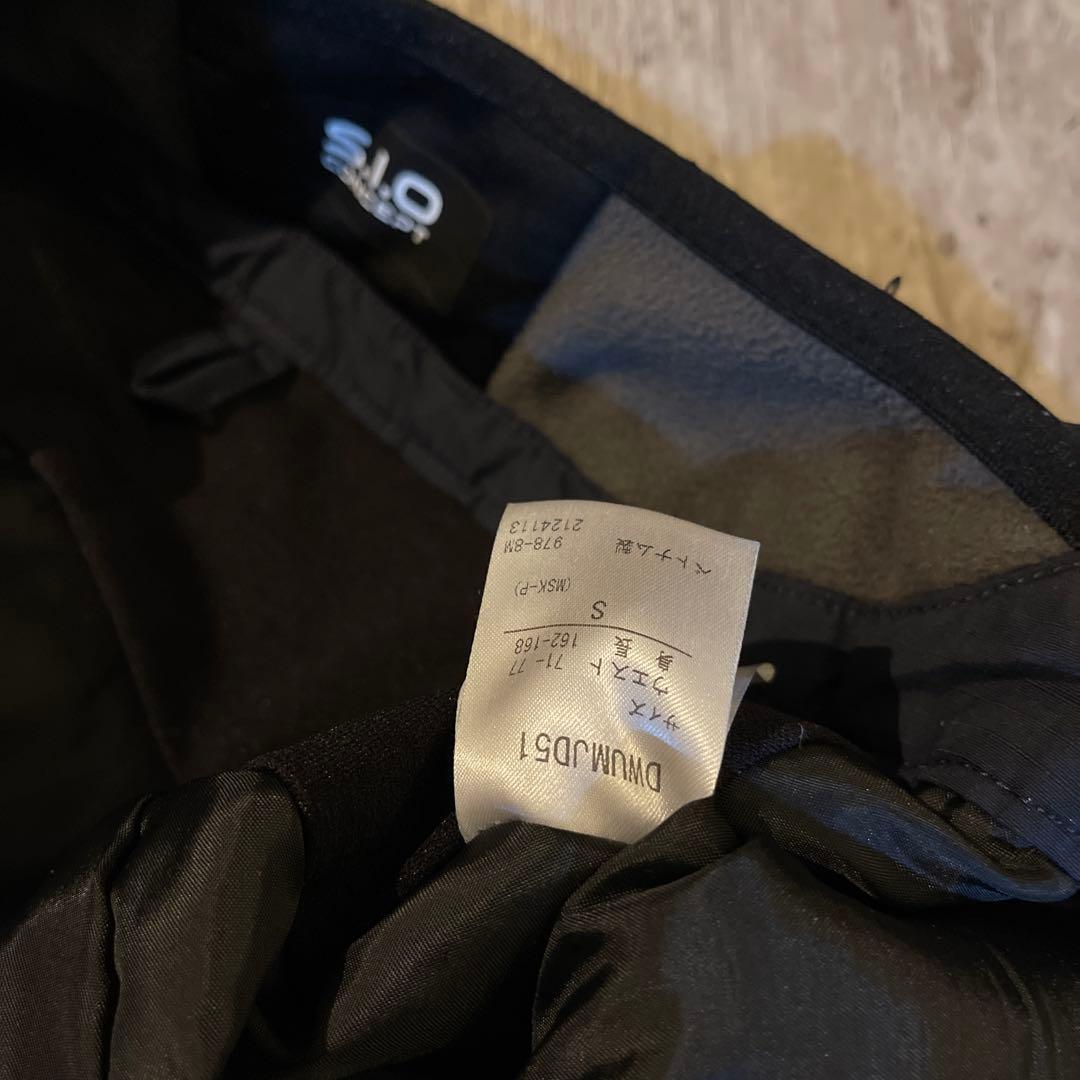 S.I.O
CONCEPT
DWUMJD51
サイズ
ウエスト 71-77
身長 162-168
S
(MSK-P)
ベトナム製 978-8M
2124113